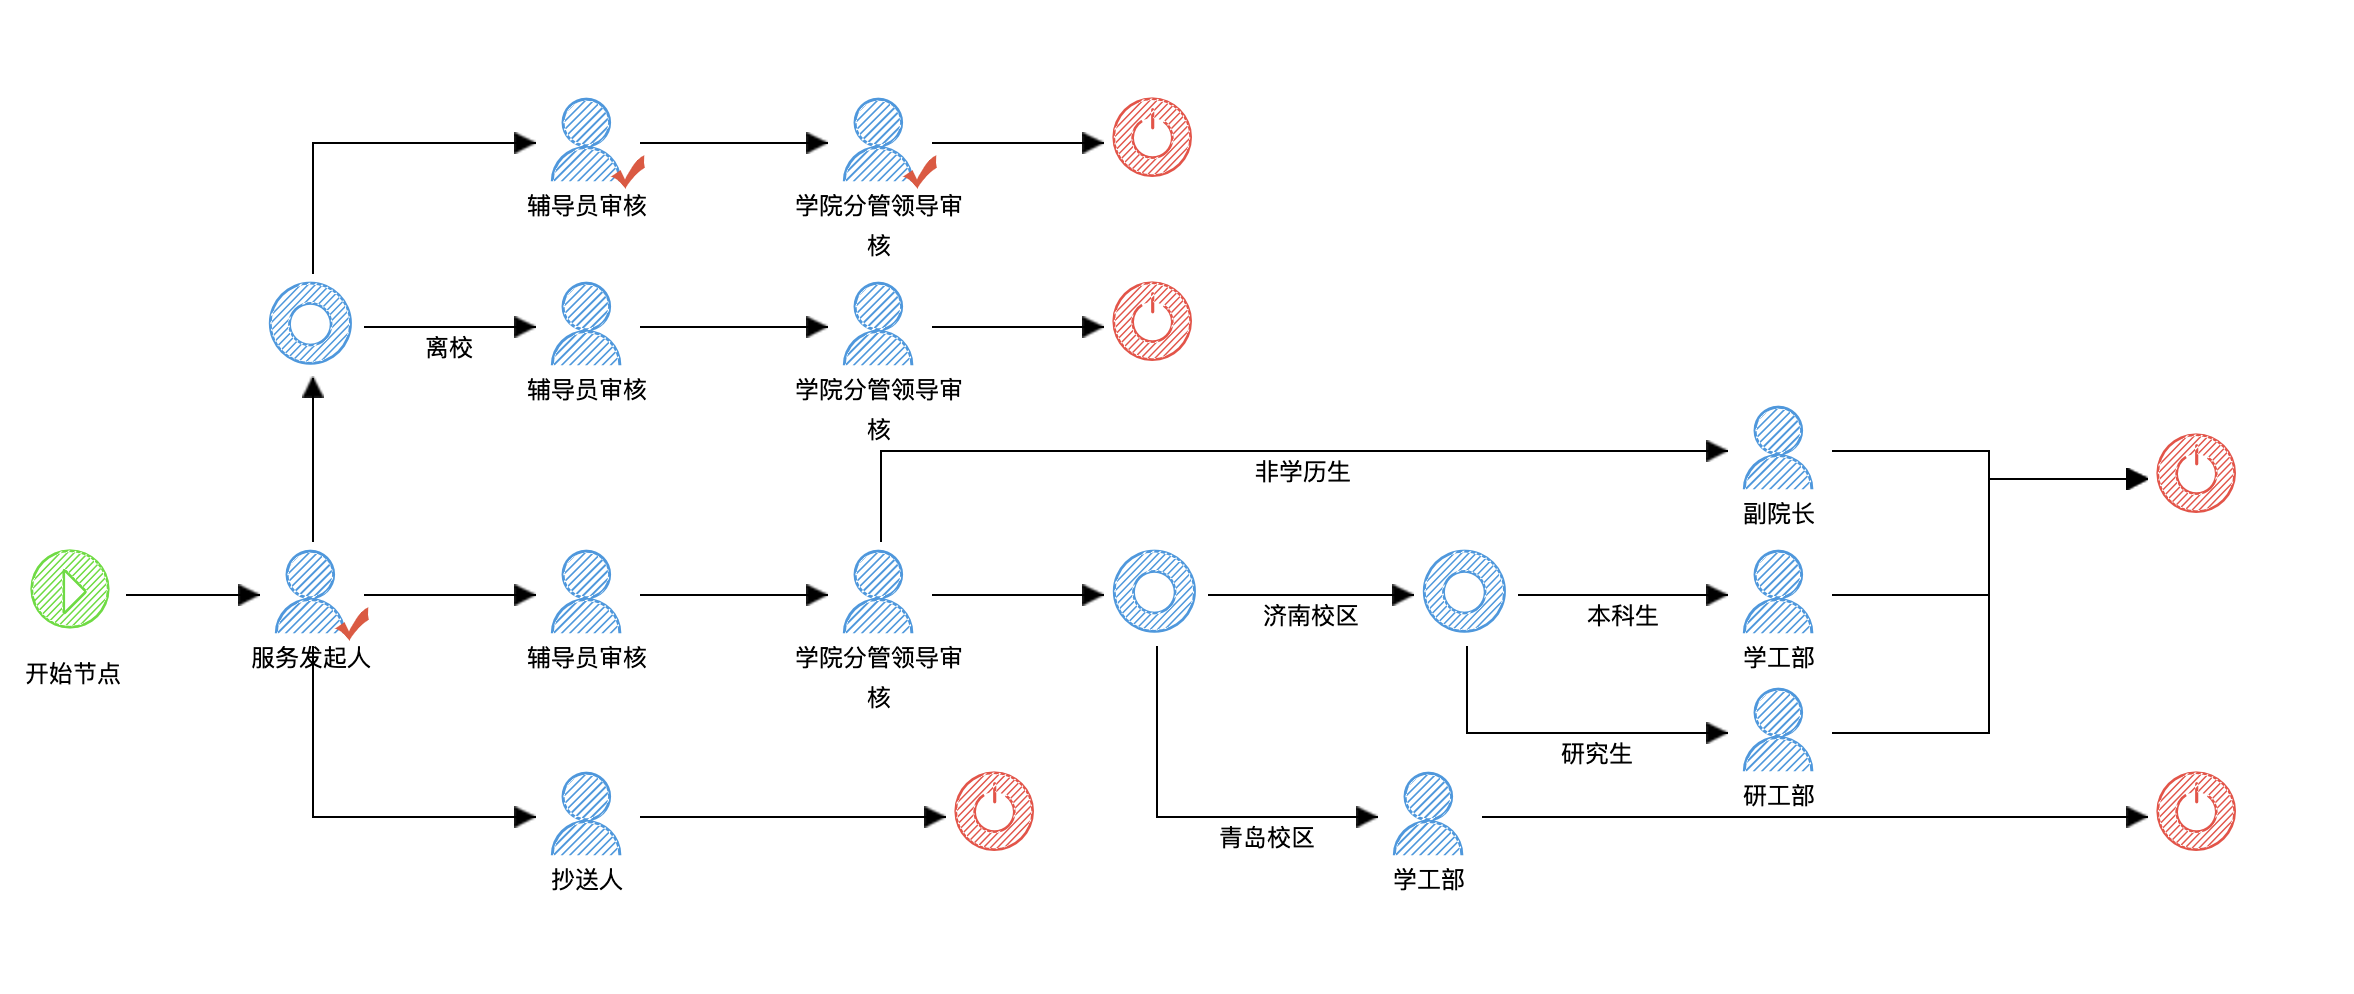 辅导员审核
学院分管领导审
核
离校
辅导员审核
学院分管领导审
核
非学历生
副院长
开始节点
服务发起人
辅导员审核
学院分管领导审
核
济南校区
本科生
学工部
研究生
研工部
抄送人
青岛校区
学工部